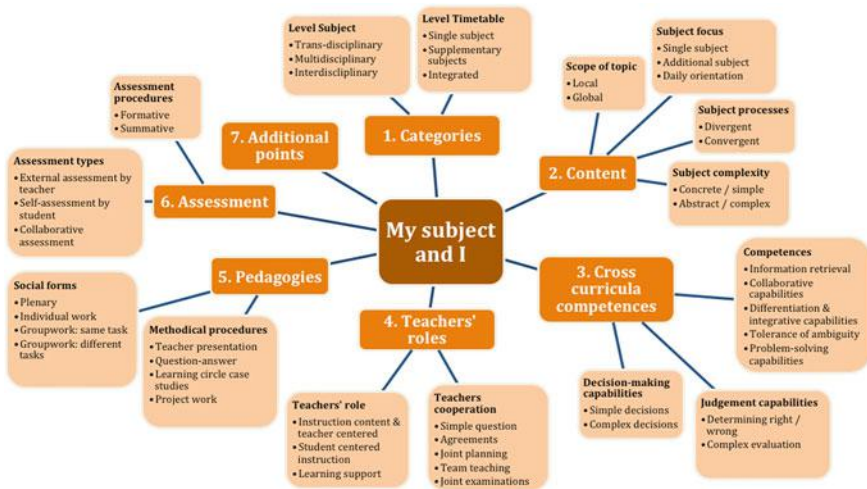 My subject
and I
1. Categories
Level Subject
• Trans-disciplinary
• Multidisciplinary
• Interdiscliplinary
Level Timetable
• Single subject
• Supplementary
subjects
• Integrated
2. Content
Scope of topic
• Local
• Global
Subject focus
• Single subject
• Additional subject
• Daily orientation
Subject processes
• Divergent
• Convergent
Subject complexity
• Concrete / simple
• Abstract / complex
3. Cross
curricula
competences
Competences
• Information retrieval
• Collaborative
capabilities
• Differentiation &
integrative capabilities
• Tolerance of ambiguity
• Problem-solving
capabilities
Judgement capabilities
• Determining right /
wrong
• Complex evaluation
Decision-making
capabilities
• Simple decisions
• Complex decisions
4. Teachers'
roles
Teachers cooperation
• Simple question
• Agreements
• Joint planning
• Team teaching
• Joint examinations
Teachers' role
• Instruction content &
teacher centered
• Student centered
instruction
• Learning support
5. Pedagogies
Methodical procedures
• Teacher presentation
• Question-answer
• Learning circle case
studies
• Project work
Social forms
• Plenary
• Individual work
• Groupwork: same task
• Groupwork: different
tasks
6. Assessment
Assessment types
• External assessment by
teacher
• Self-assessment by
student
• Collaborative
assessment
Assessment
procedures
• Formative
• Summative
7. Additional
points